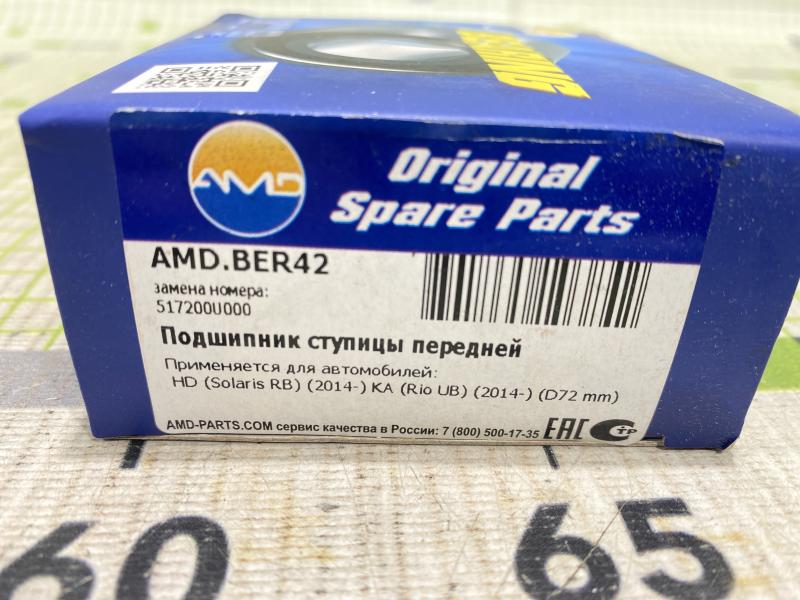 AMD
Original
Spare Parts
AMD.BER42
замена номера:
517200U000
Подшипник ступицы передней
Применяется для автомобилей:
HD (Solaris RB) (2014-) KA (Rio UB) (2014-) (D72 mm)
AMD-PARTS.COM сервис качества в России: 7 (800) 500-17-35 EAC
60 65